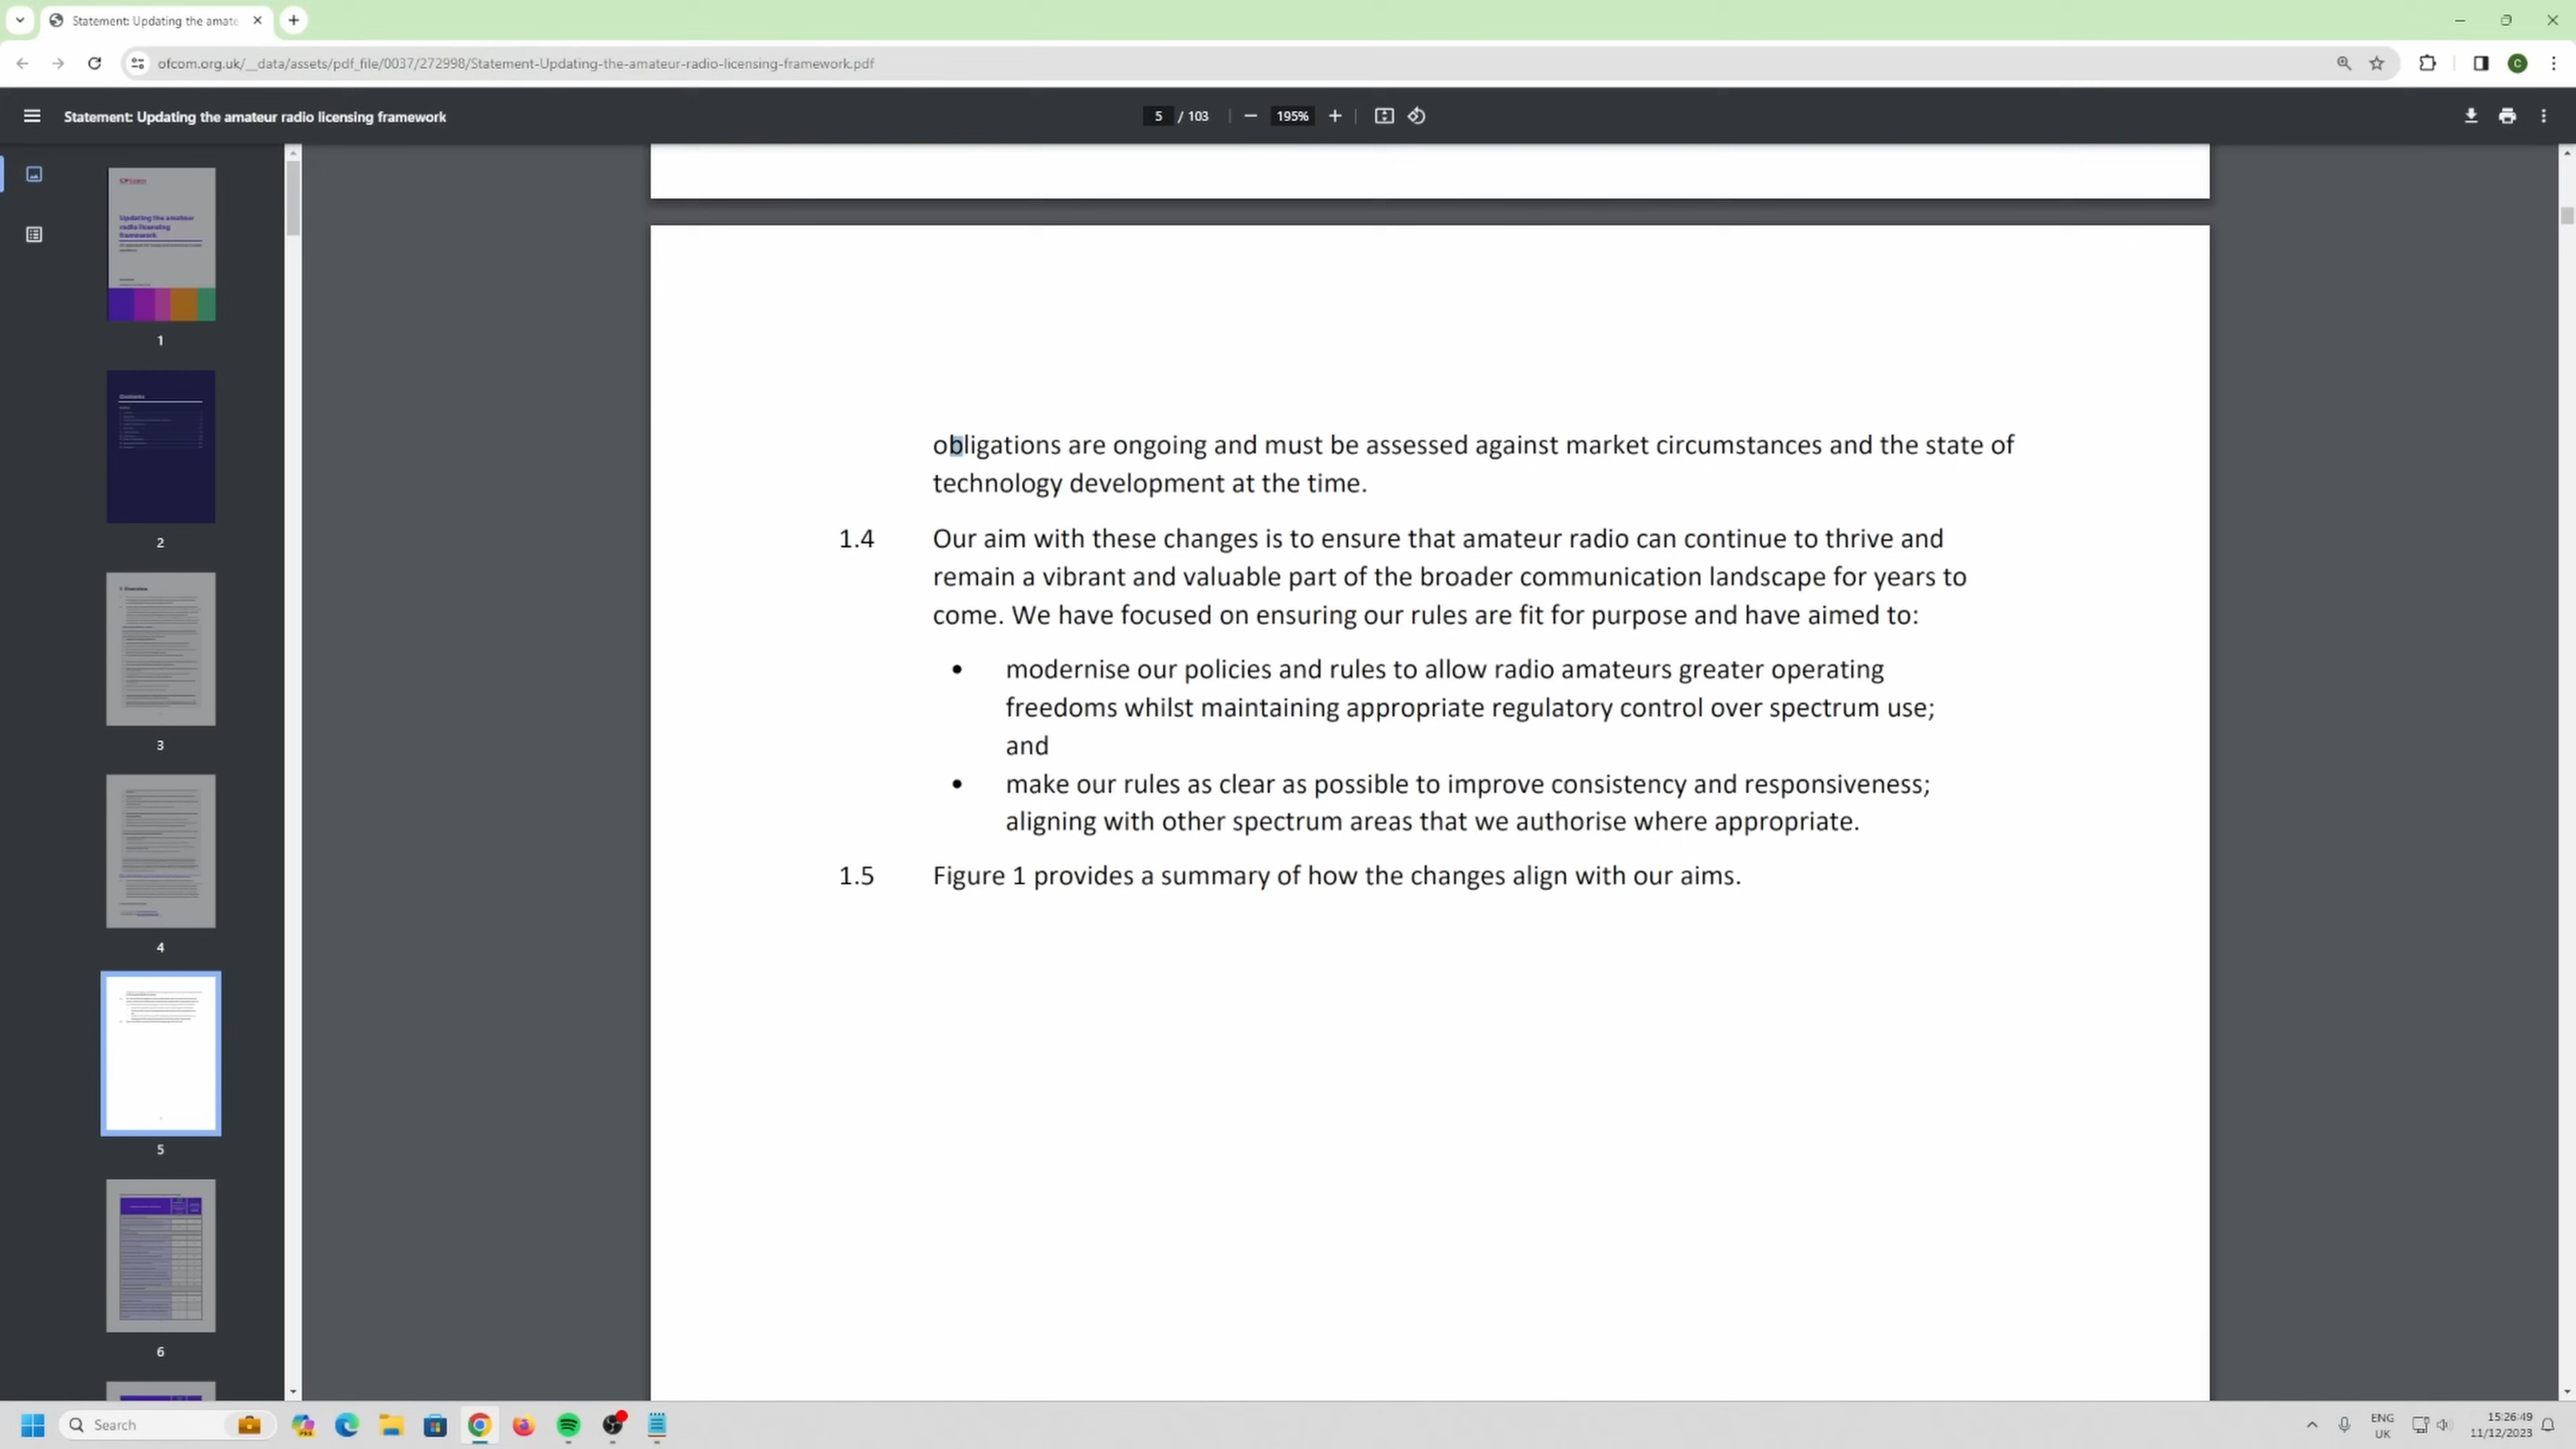 Statement: Updating the amate
ofcom.org.uk/__data/assets/pdf_file/0037/272998/Statement-Updating-the-amateur-radio-licensing-framework.pdf
C
Statement: Updating the amateur radio licensing framework
5 / 103
195%
Updating the amateur
radio licensing
framework
1
Contents
2
3
4
5
6
obligations are ongoing and must be assessed against market circumstances and the state of
technology development at the time.
1.4 Our aim with these changes is to ensure that amateur radio can continue to thrive and
remain a vibrant and valuable part of the broader communication landscape for years to
come. We have focused on ensuring our rules are fit for purpose and have aimed to:
• modernise our policies and rules to allow radio amateurs greater operating
freedoms whilst maintaining appropriate regulatory control over spectrum use;
and
• make our rules as clear as possible to improve consistency and responsiveness;
aligning with other spectrum areas that we authorise where appropriate.
1.5 Figure 1 provides a summary of how the changes align with our aims.
Search
ENG
UK
15:26:49
11/12/2023